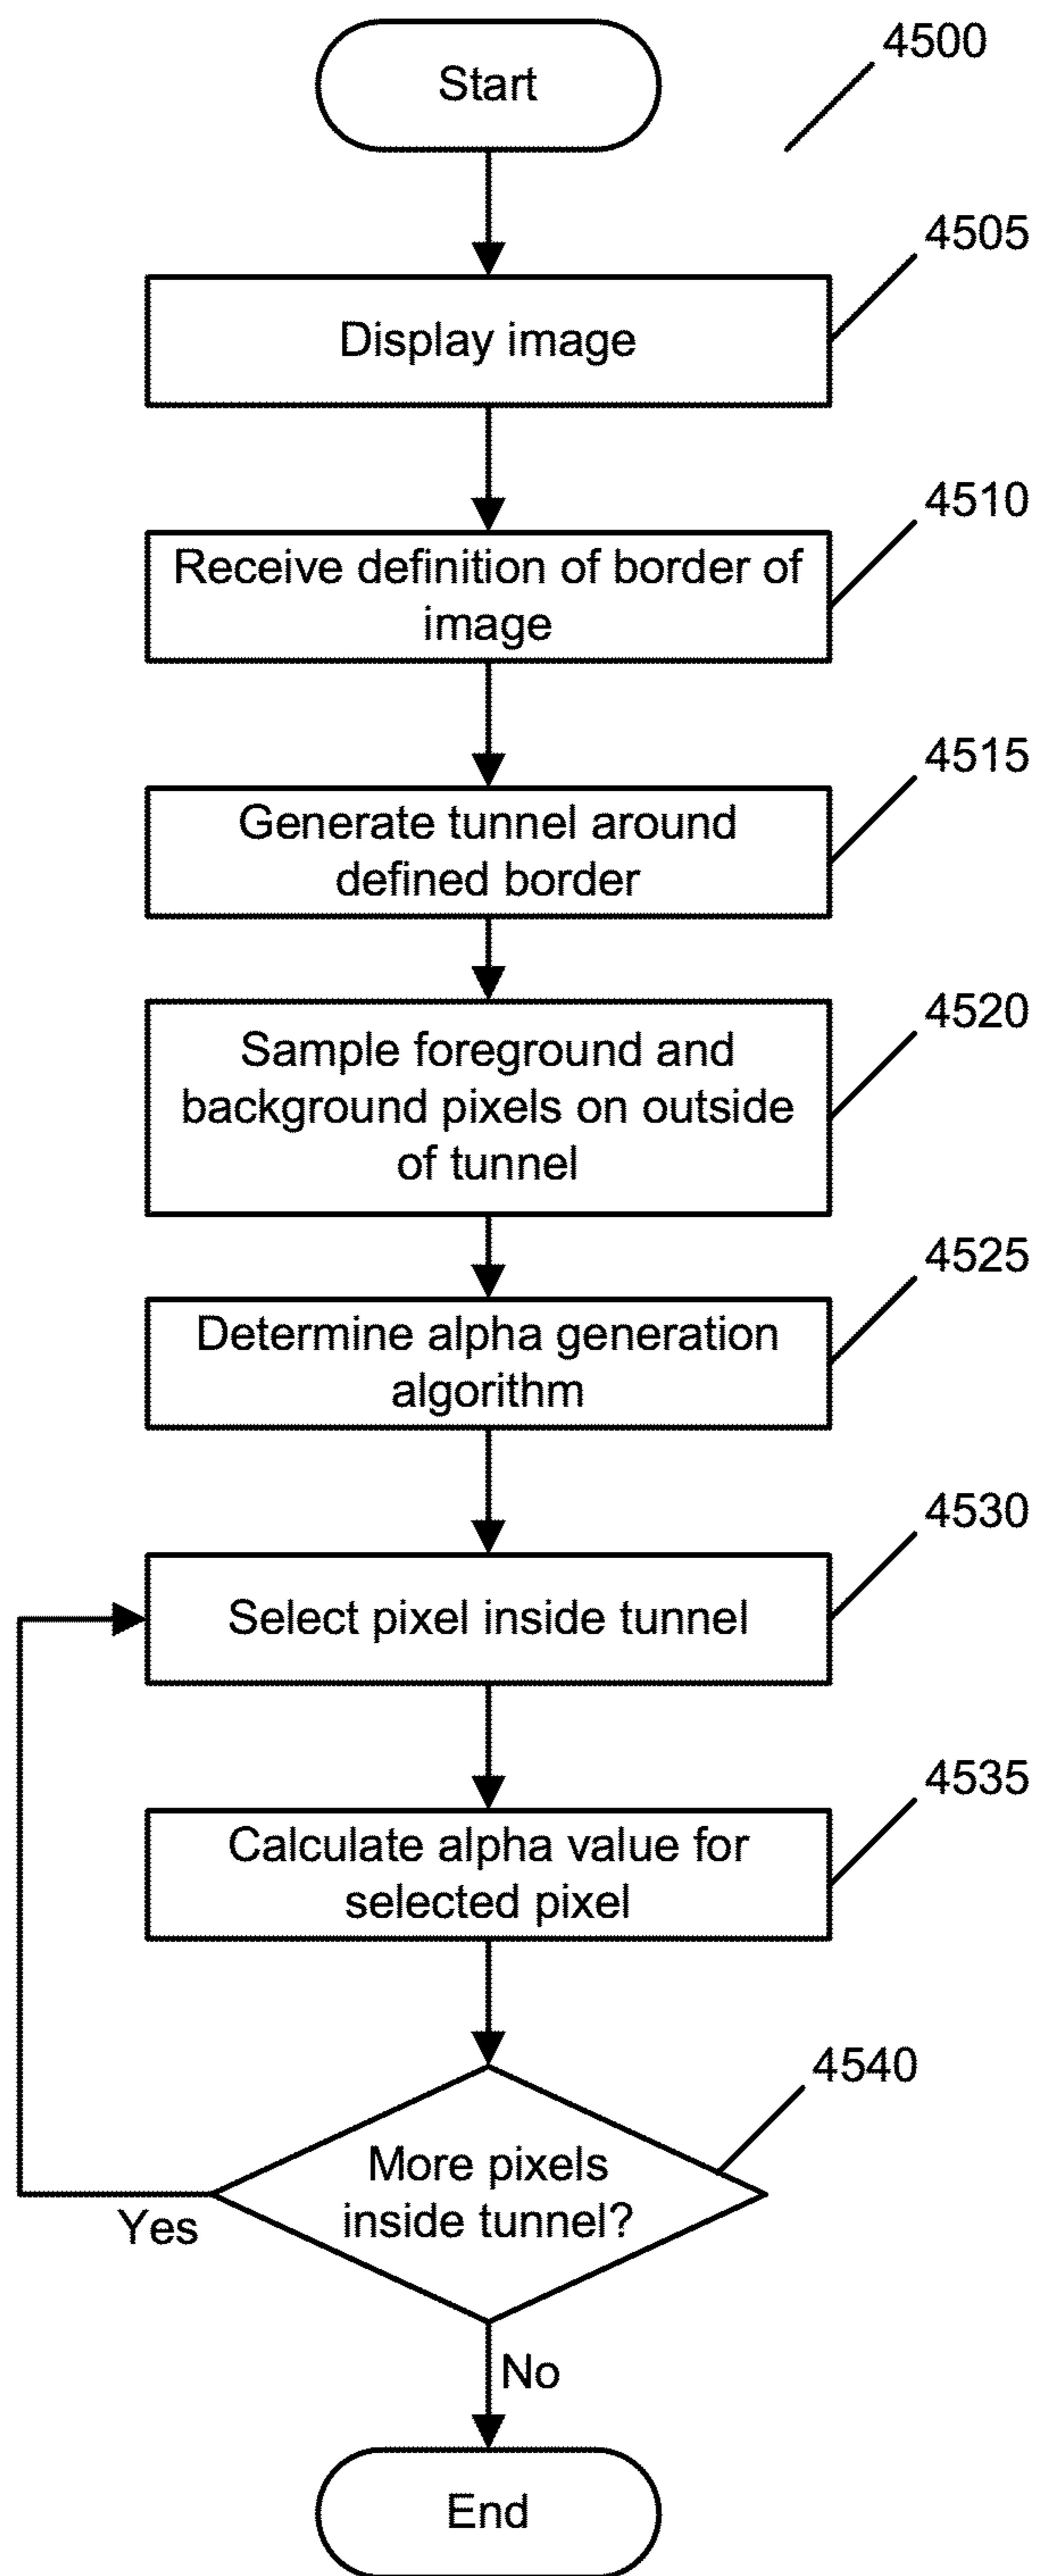 Start
4500
4505
Display image
4510
Receive definition of border of
image
4515
Generate tunnel around
defined border
4520
Sample foreground and
background pixels on outside
of tunnel
4525
Determine alpha generation
algorithm
4530
Select pixel inside tunnel
4535
Calculate alpha value for
selected pixel
4540
More pixels
inside tunnel?
Yes
No
End